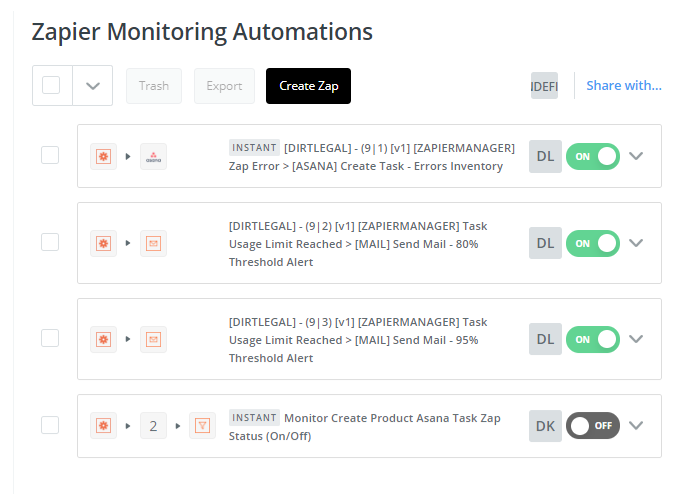 Zapier Monitoring Automations
Trash Export Create Zap NDEFI Share with...
INSTANT [DIRTLEGAL] - (9|1) [v1] [ZAPIERMANAGER]
Zap Error > [ASANA] Create Task - Errors Inventory
asana
DL ON
[DIRTLEGAL] - (9|2) [v1] [ZAPIERMANAGER] Task
Usage Limit Reached > [MAIL] Send Mail - 80%
Threshold Alert
DL ON
[DIRTLEGAL] - (9|3) [v1] [ZAPIERMANAGER] Task
Usage Limit Reached > [MAIL] Send Mail - 95%
Threshold Alert
DL ON
2
INSTANT Monitor Create Product Asana Task Zap
Status (On/Off)
DK OFF